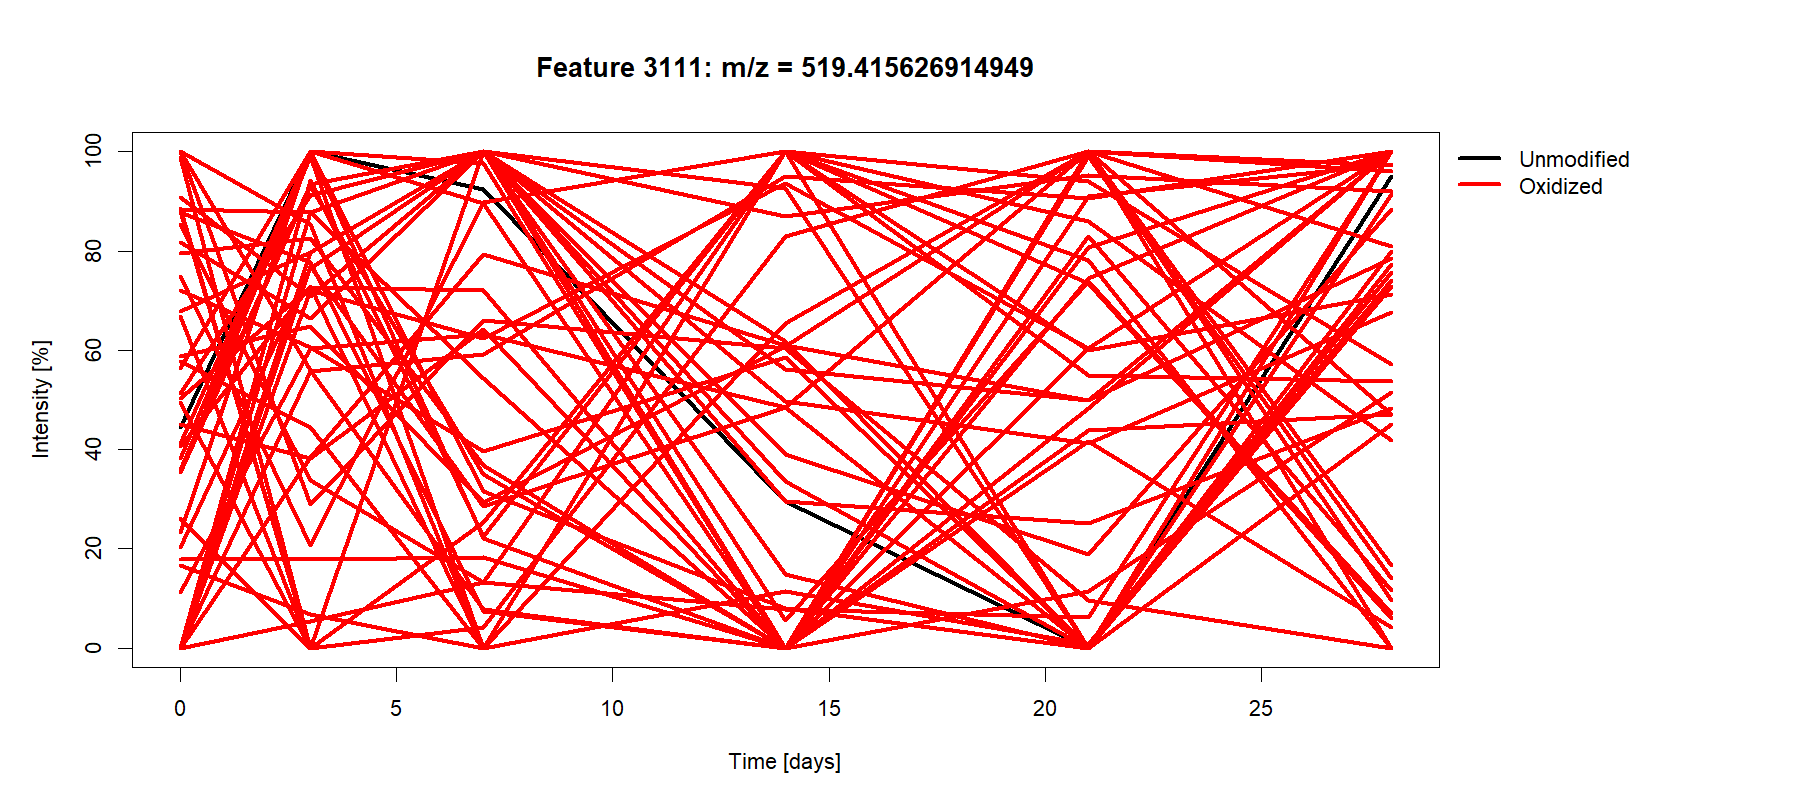 Feature 3111: m/z = 519.415626914949
Unmodified
Oxidized
100
80
60
40
20
0
Intensity [%]
0 5 10 15 20 25
Time [days]